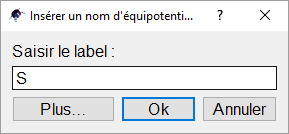 Insérer un nom d'équipotenti... ?
Saisir le label :
S
Plus... Ok Annuler